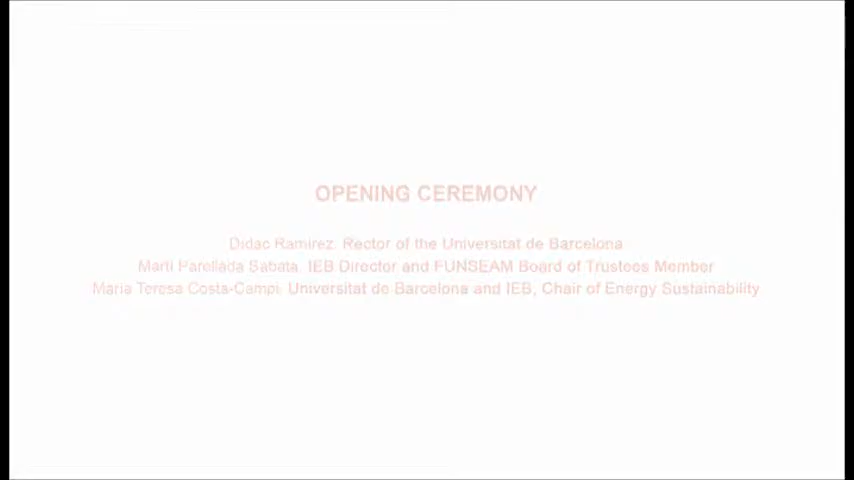 OPENING CEREMONY
Dídac Ramírez, Rector of the Universitat de Barcelona
Martí Parellada Sabata, IEB Director and FUNSEAM Board of Trustees Member
Maria Teresa Costa-Campi, Universitat de Barcelona and IEB, Chair of Energy Sustainability